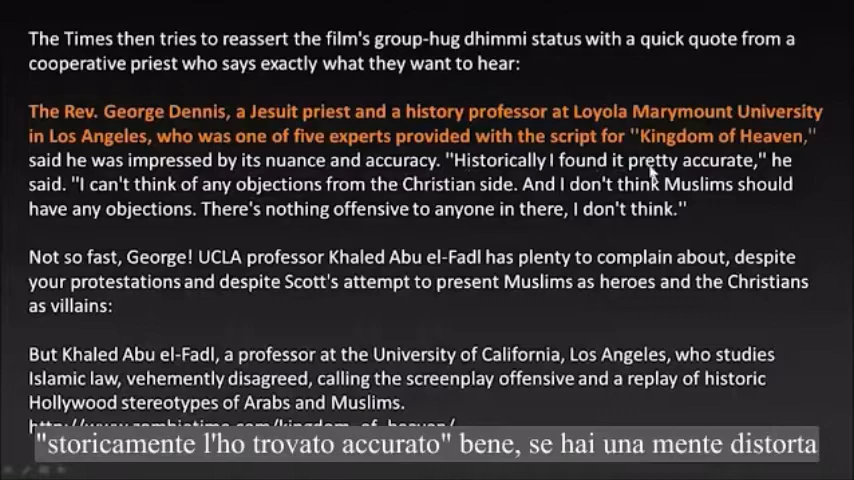 The Times then tries to reassert the film's group-hug dhimmi status with a quick quote from a
cooperative priest who says exactly what they want to hear:
The Rev. George Dennis, a Jesuit priest and a history professor at Loyola Marymount University
in Los Angeles, who was one of five experts provided with the script for "Kingdom of Heaven,"
said he was impressed by its nuance and accuracy. "Historically I found it pretty accurate," he
said. "I can't think of any objections from the Christian side. And I don't think Muslims should
have any objections. There's nothing offensive to anyone in there, I don't think."
Not so fast, George! UCLA professor Khaled Abu el-Fadl has plenty to complain about, despite
your protestations and despite Scott's attempt to present Muslims as heroes and the Christians
as villains:
But Khaled Abu el-Fadl, a professor at the University of California, Los Angeles, who studies
Islamic law, vehemently disagreed, calling the screenplay offensive and a replay of historic
Hollywood stereotypes of Arabs and Muslims.
"storicamente l'ho trovato accurato" bene, se hai una mente distorta